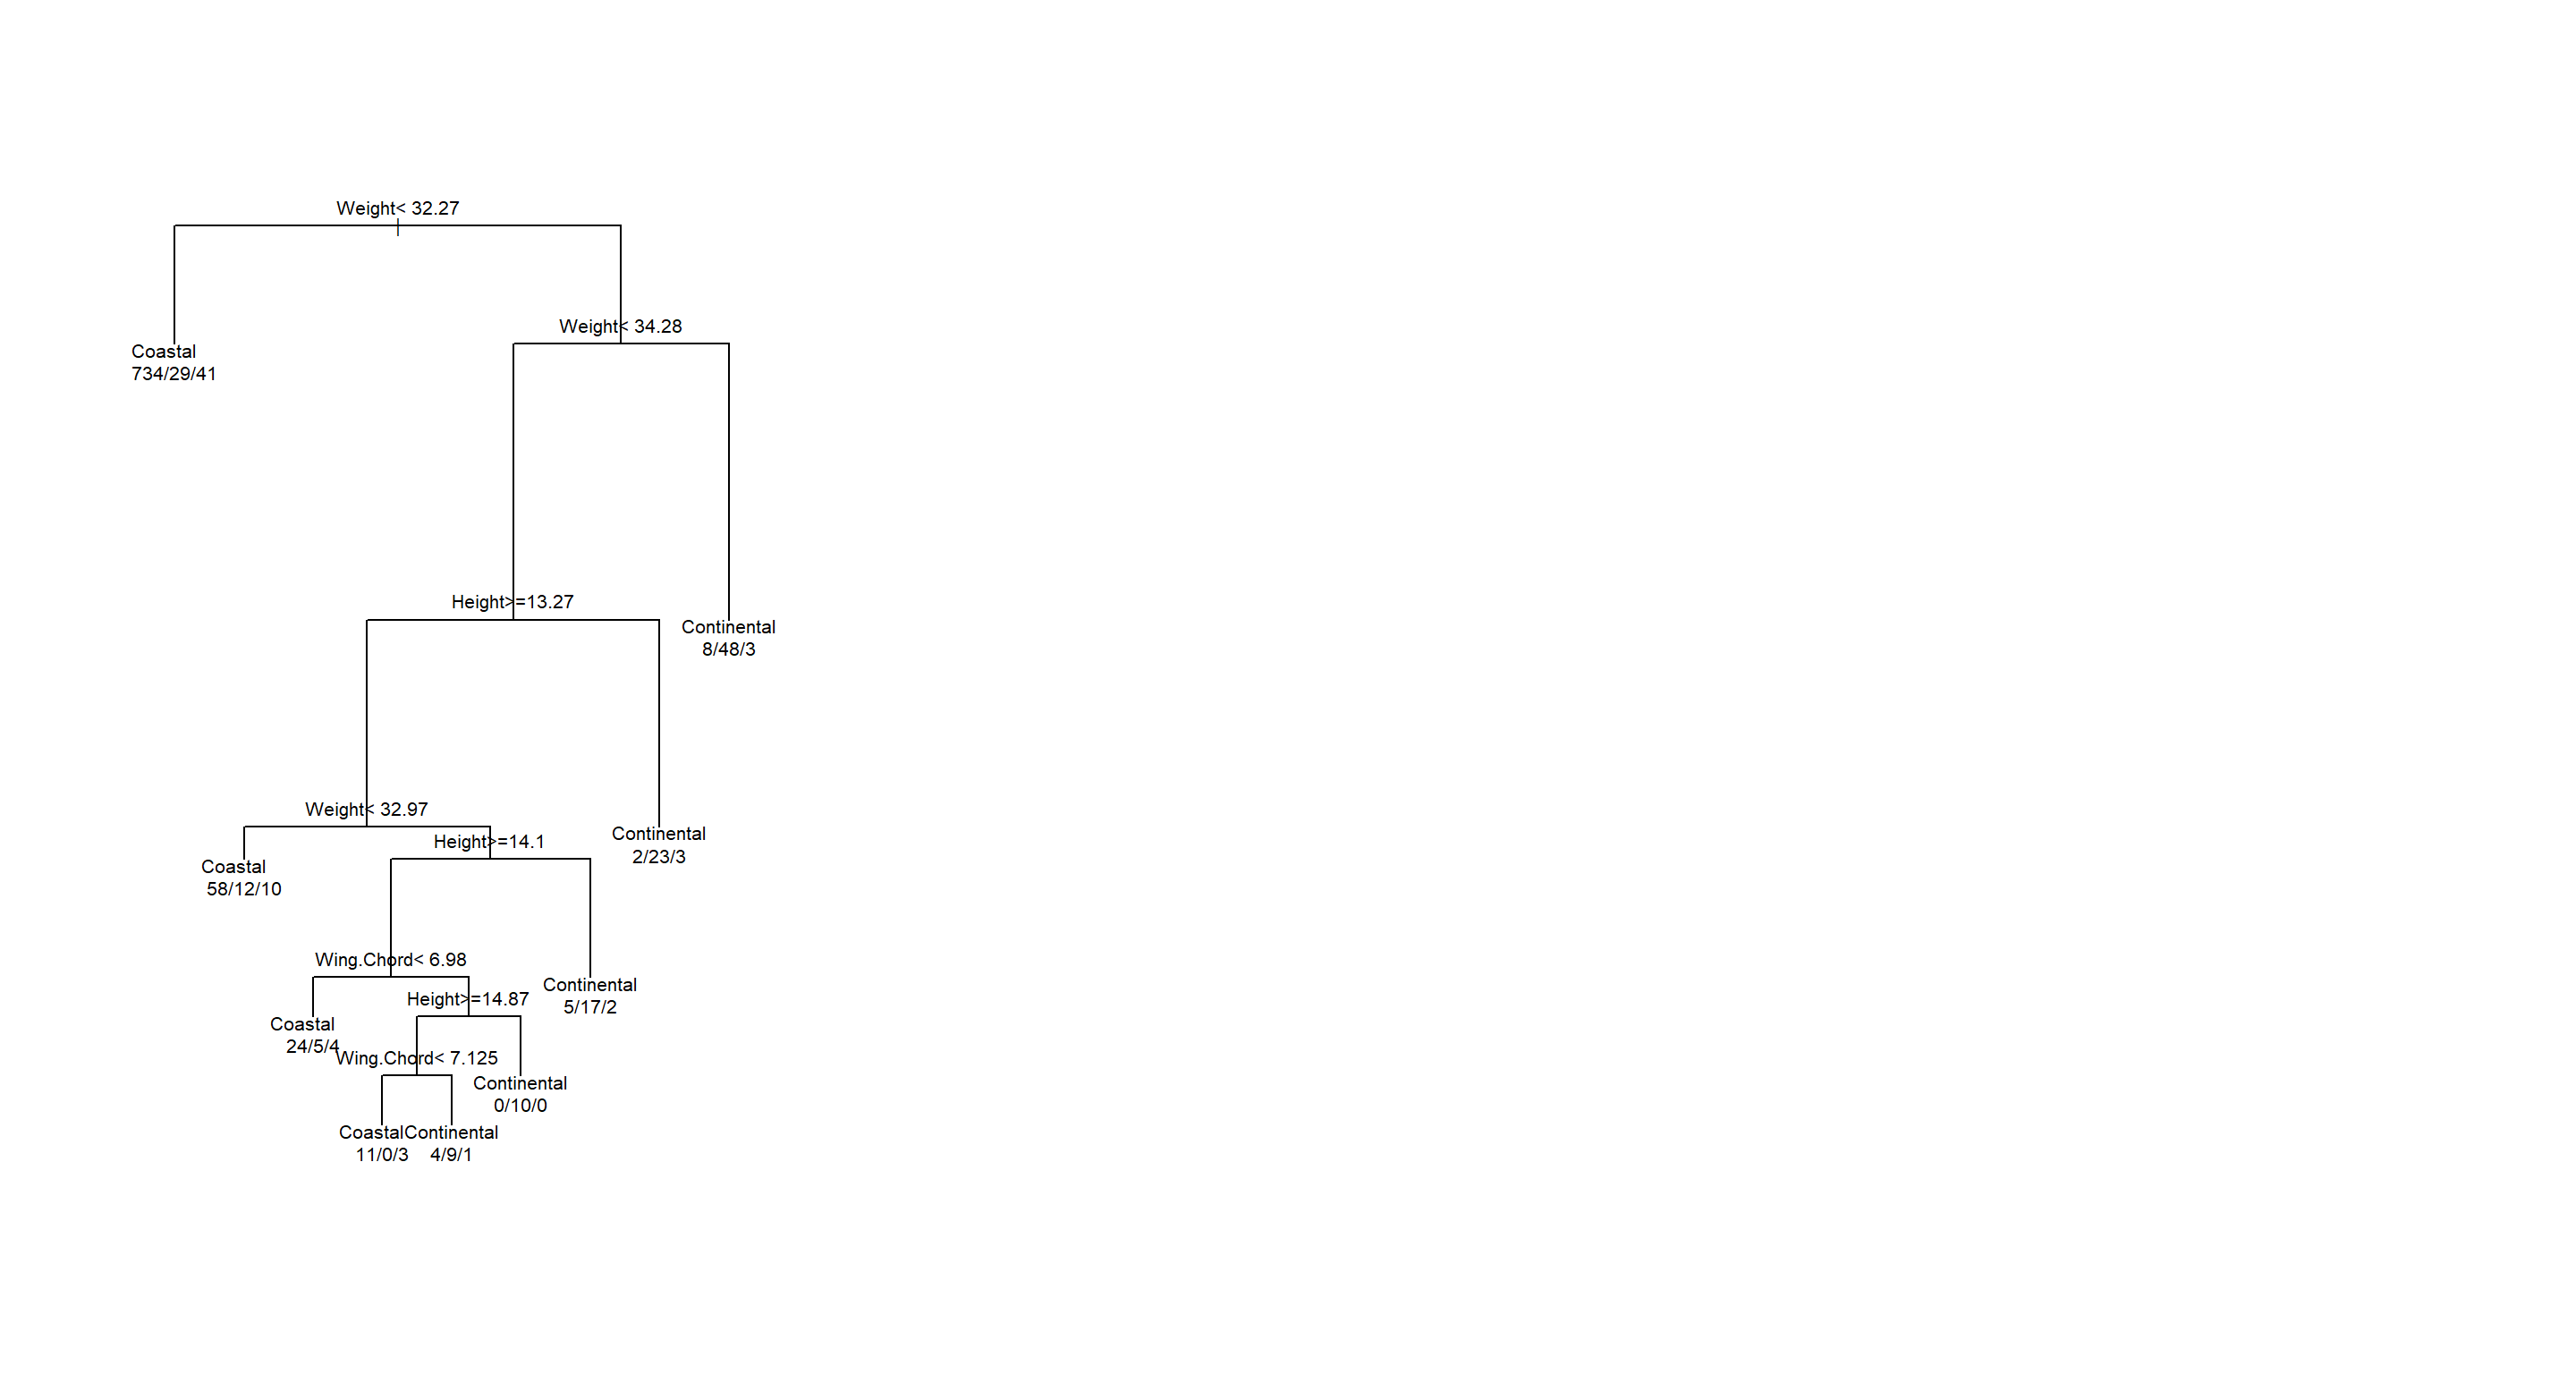 Weight< 32.27
Weight< 34.28
Coastal
734/29/41
Height>=13.27
Continental
8/48/3
Weight< 32.97
Continental
2/23/3
Height>=14.1
Coastal
58/12/10
Wing.Chord< 6.98
Continental
5/17/2
Height>=14.87
Coastal
24/5/4
Wing.Chord< 7.125
Continental
0/10/0
Coastal
11/0/3
Continental
4/9/1